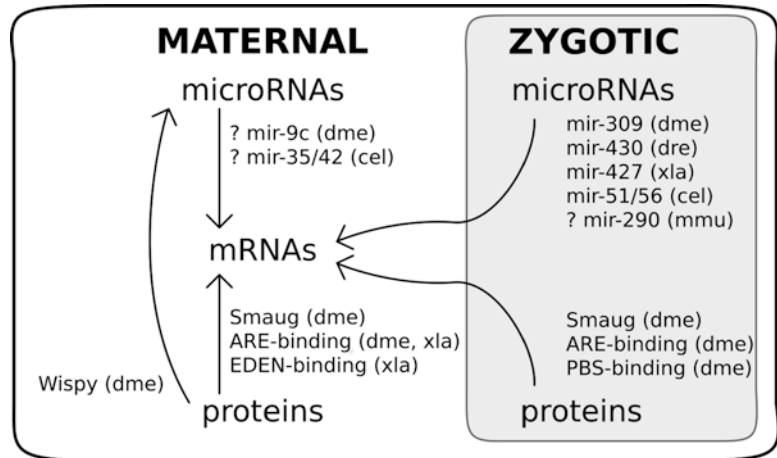 MATERNAL
microRNAs
? mir-9c (dme)
? mir-35/42 (cel)
mRNAs
Smaug (dme)
ARE-binding (dme, xla)
EDEN-binding (xla)
Wispy (dme)
proteins
ZYGOTIC
microRNAs
mir-309 (dme)
mir-430 (dre)
mir-427 (xla)
mir-51/56 (cel)
? mir-290 (mmu)
Smaug (dme)
ARE-binding (dme)
PBS-binding (dme)
proteins